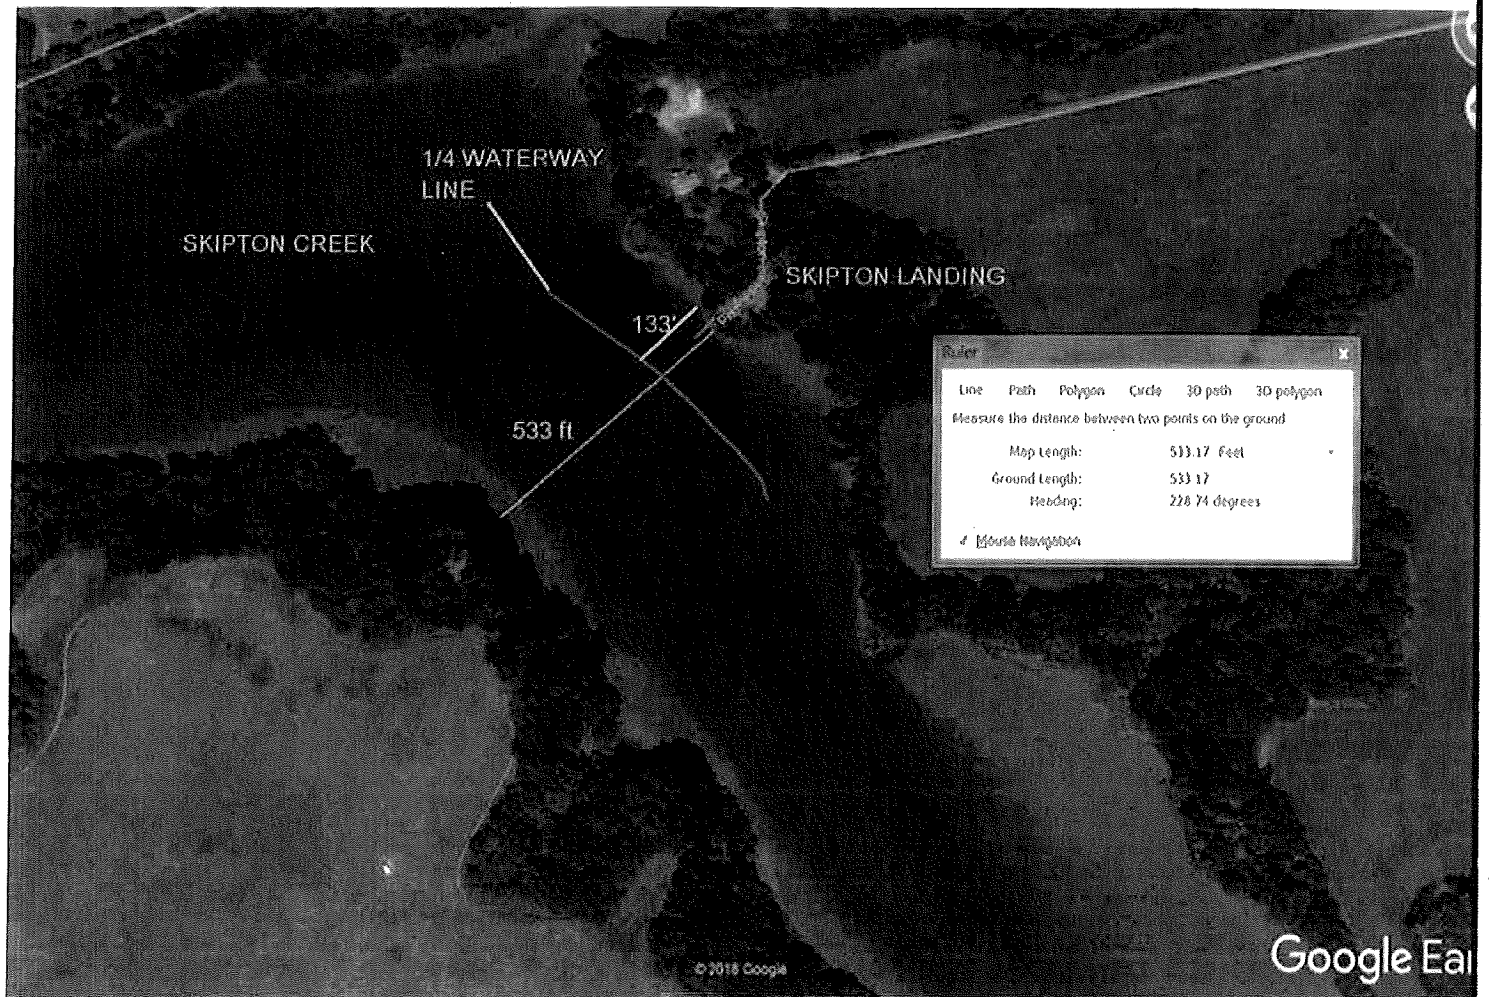 1/4 WATERWAY
LINE
SKIPTON CREEK
SKIPTON LANDING
133'
533 ft
Ruler
Line Path Polygon Circle 3D path 3D polygon
Measure the distance between two points on the ground
Map Length: 533.17 Feet
Ground Length: 533.17
Heading: 228.74 degrees
Mouse Navigation
© 2018 Google
Google Ear